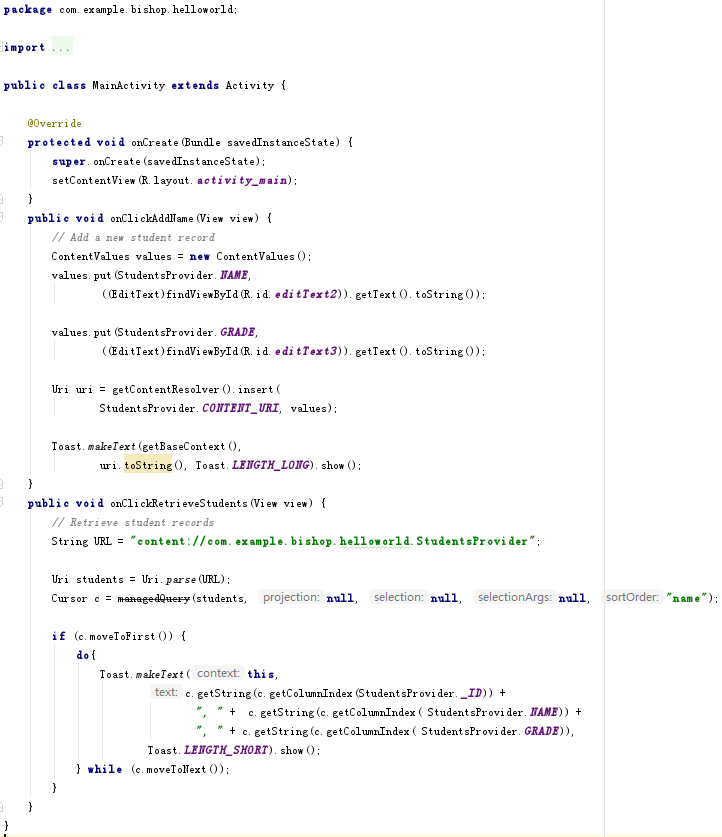 package com.example.bishop.helloworld;
import ...
public class MainActivity extends Activity {
@Override
protected void onCreate(Bundle savedInstanceState) {
super.onCreate(savedInstanceState);
setContentView(R.layout.activity_main);
}
public void onClickAddName(View view) {
// Add a new student record
ContentValues values = new ContentValues();
values.put(StudentsProvider.NAME,
((EditText)findViewById(R.id.editText2)).getText().toString());
values.put(StudentsProvider.GRADE,
((EditText)findViewById(R.id.editText3)).getText().toString());
Uri uri = getContentResolver().insert(
StudentsProvider.CONTENT_URI, values);
Toast.makeText(getBaseContext(),
uri.toString(), Toast.LENGTH_LONG).show();
}
public void onClickRetrieveStudents(View view) {
// Retrieve student records
String URL = "content://com.example.bishop.helloworld.StudentsProvider";
Uri students = Uri.parse(URL);
Cursor c = managedQuery(students, projection: null, selection: null, selectionArgs: null, sortOrder: "name");
if (c.moveToFirst()) {
do{
Toast.makeText( context: this,
text: c.getString(c.getColumnIndex(StudentsProvider._ID)) +
", " + c.getString(c.getColumnIndex( StudentsProvider.NAME)) +
", " + c.getString(c.getColumnIndex( StudentsProvider.GRADE)),
Toast.LENGTH_SHORT).show();
} while (c.moveToNext());
}
}
}